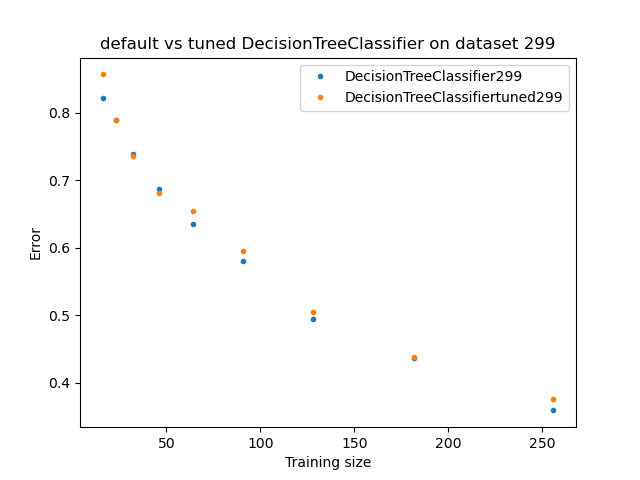 default vs tuned DecisionTreeClassifier on dataset 299
DecisionTreeClassifier299
DecisionTreeClassifiertuned299
0.8
0.7
0.6
0.5
0.4
Error
50
100
150
200
250
Training size